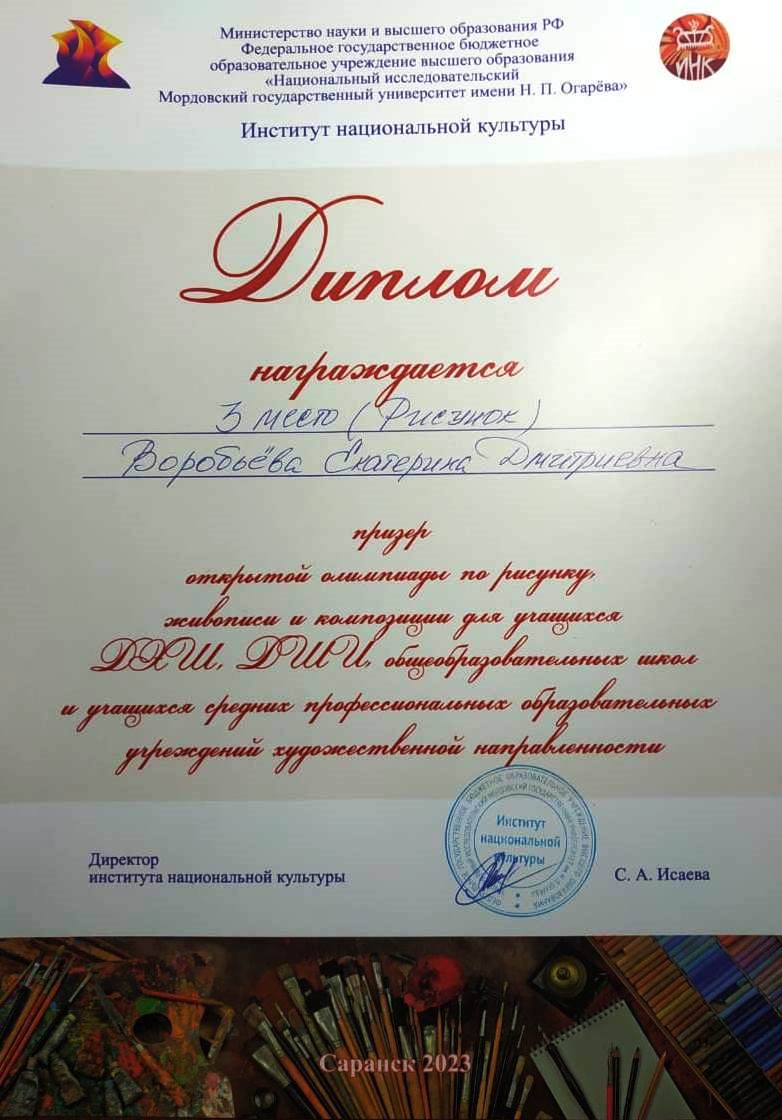 Министерство науки и высшего образования РФ
Федеральное государственное бюджетное
образовательное учреждение высшего образования
«Национальный исследовательский
Мордовский государственный университет имени Н. П. Огарёва»
Институт национальной культуры
ИНК
Диплом
награждается
3 место (Рисунок)
Воробьёва Екатерина Дмитриевна
призер
открытой олимпиады по рисунку,
живописи и композиции для учащихся
ДХШ, ДШИ, общеобразовательных школ
и учащихся средних профессиональных образовательных
учреждений художественной направленности
Институт
национальной
культуры
Директор
института национальной культуры
С. А. Исаева
Саранск 2023